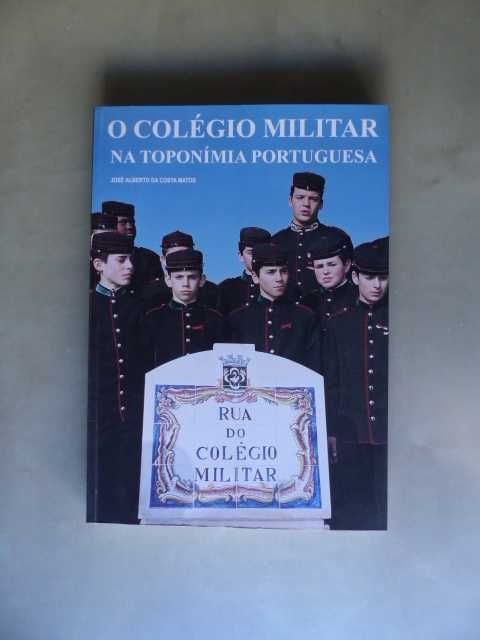 O COLÉGIO MILITAR
NA TOPONÍMIA PORTUGUESA
JOSÉ ALBERTO DA COSTA MATOS
RUA
DO
COLÉGIO
MILITAR